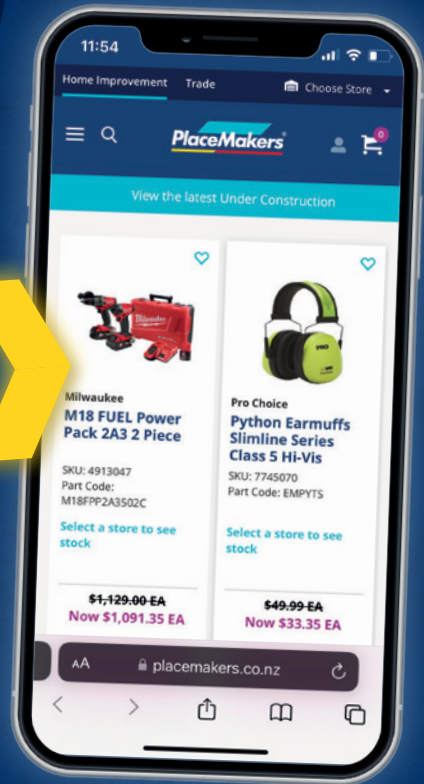 11:54
Home Improvement Trade Choose Store
PlaceMakers
0
View the latest Under Construction
Milwaukee
Milwaukee
M18 FUEL Power
Pack 2A3 2 Piece
SKU: 4913047
Part Code:
M18FPP2A3502C
Select a store to see
stock
$1,129.00 EA
Now $1,091.35 EA
PRO
Pro Choice
Python Earmuffs
Slimline Series
Class 5 Hi-Vis
SKU: 7745070
Part Code: EMPYTS
Select a store to see
stock
$49.99 EA
Now $33.35 EA
AA placemakers.co.nz